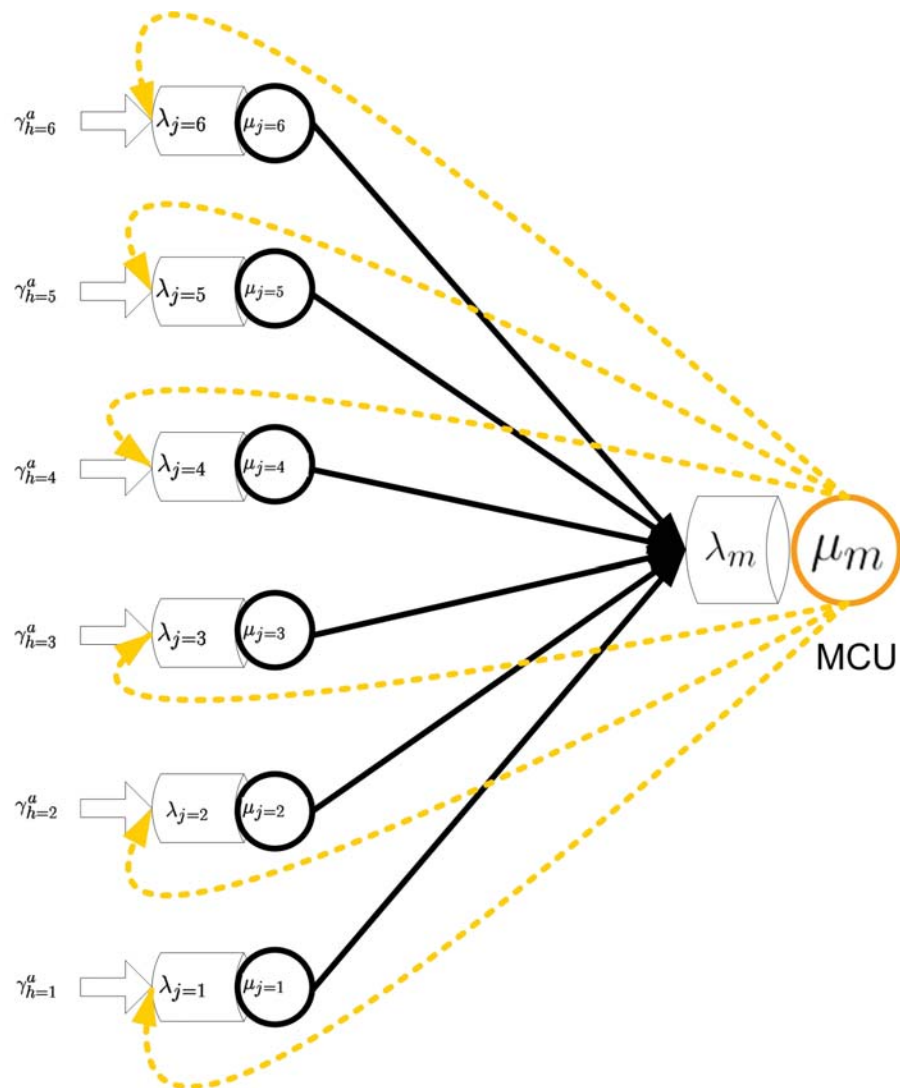 γ^a_{h=6} λ_{j=6} μ_{j=6}
γ^a_{h=5} λ_{j=5} μ_{j=5}
γ^a_{h=4} λ_{j=4} μ_{j=4}
λ_m μ_m
γ^a_{h=3} λ_{j=3} μ_{j=3}
MCU
γ^a_{h=2} λ_{j=2} μ_{j=2}
γ^a_{h=1} λ_{j=1} μ_{j=1}